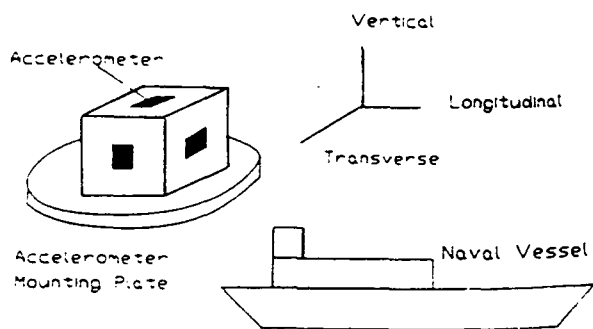 Vertical
Accelerometer
Longitudinal
Transverse
Accelerometer
Mounting Plate
Naval Vessel